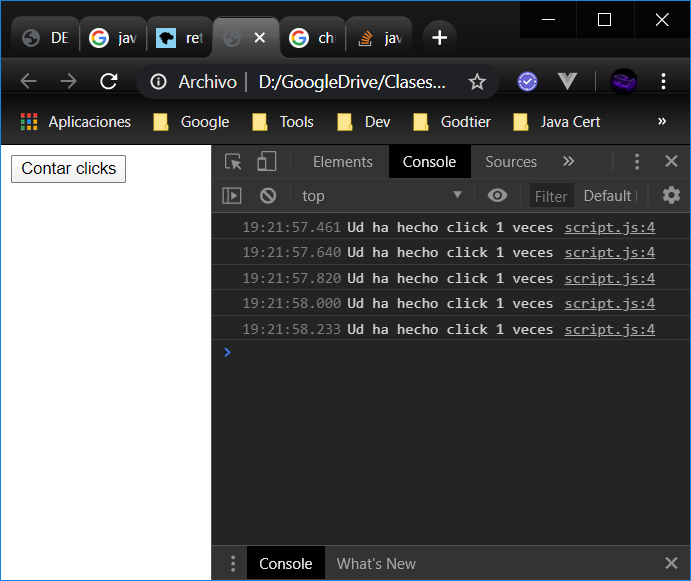 DE jav ret ch jav
Archivo D:/GoogleDrive/Clases...
Aplicaciones Google Tools Dev Godtier Java Cert »
Contar clicks
Elements Console Sources »
top Filter Default
19:21:57.461 Ud ha hecho click 1 veces script.js:4
19:21:57.640 Ud ha hecho click 1 veces script.js:4
19:21:57.820 Ud ha hecho click 1 veces script.js:4
19:21:58.000 Ud ha hecho click 1 veces script.js:4
19:21:58.233 Ud ha hecho click 1 veces script.js:4
>
Console What's New